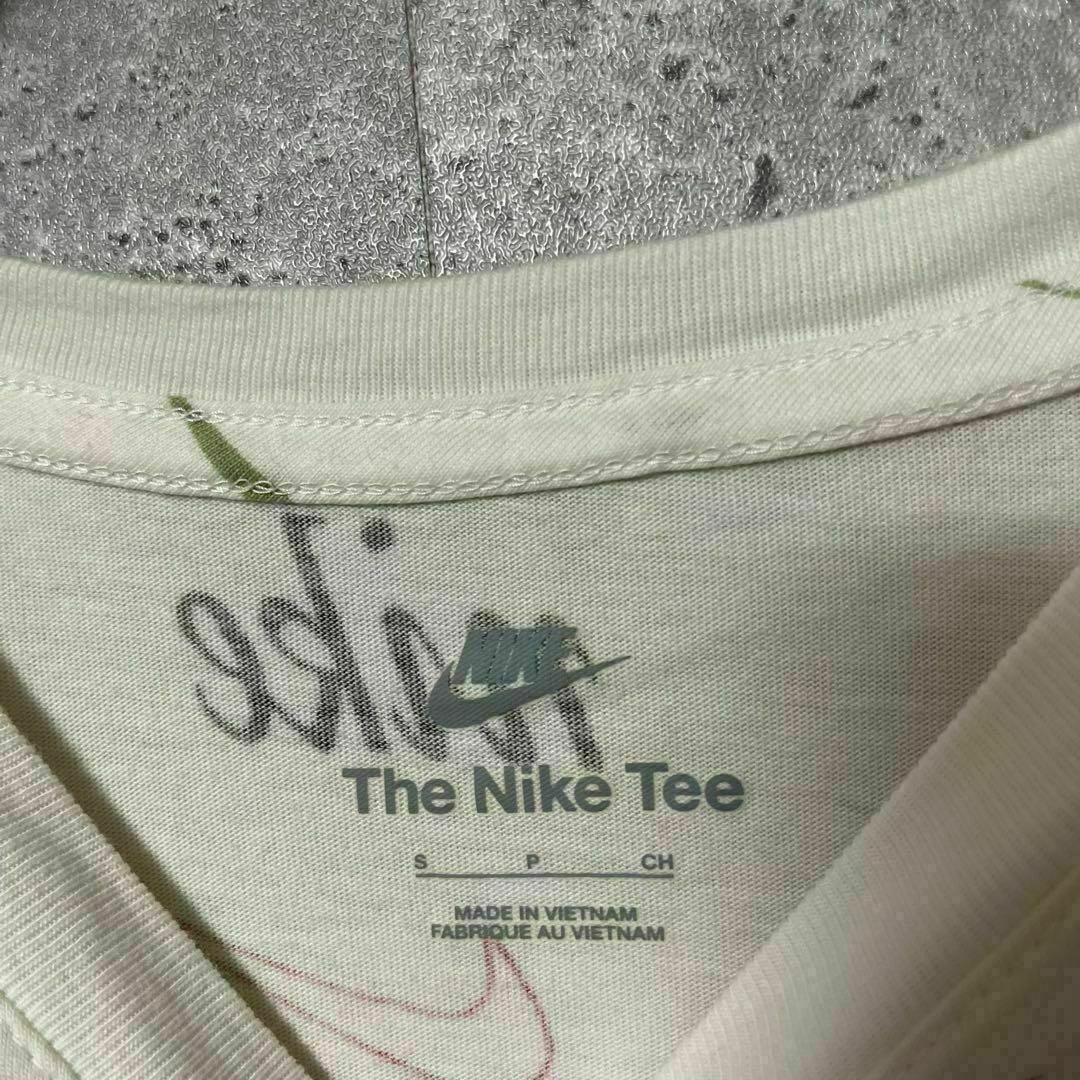 NIKE
The Nike Tee
S P CH
MADE IN VIETNAM
FABRIQUE AU VIETNAM